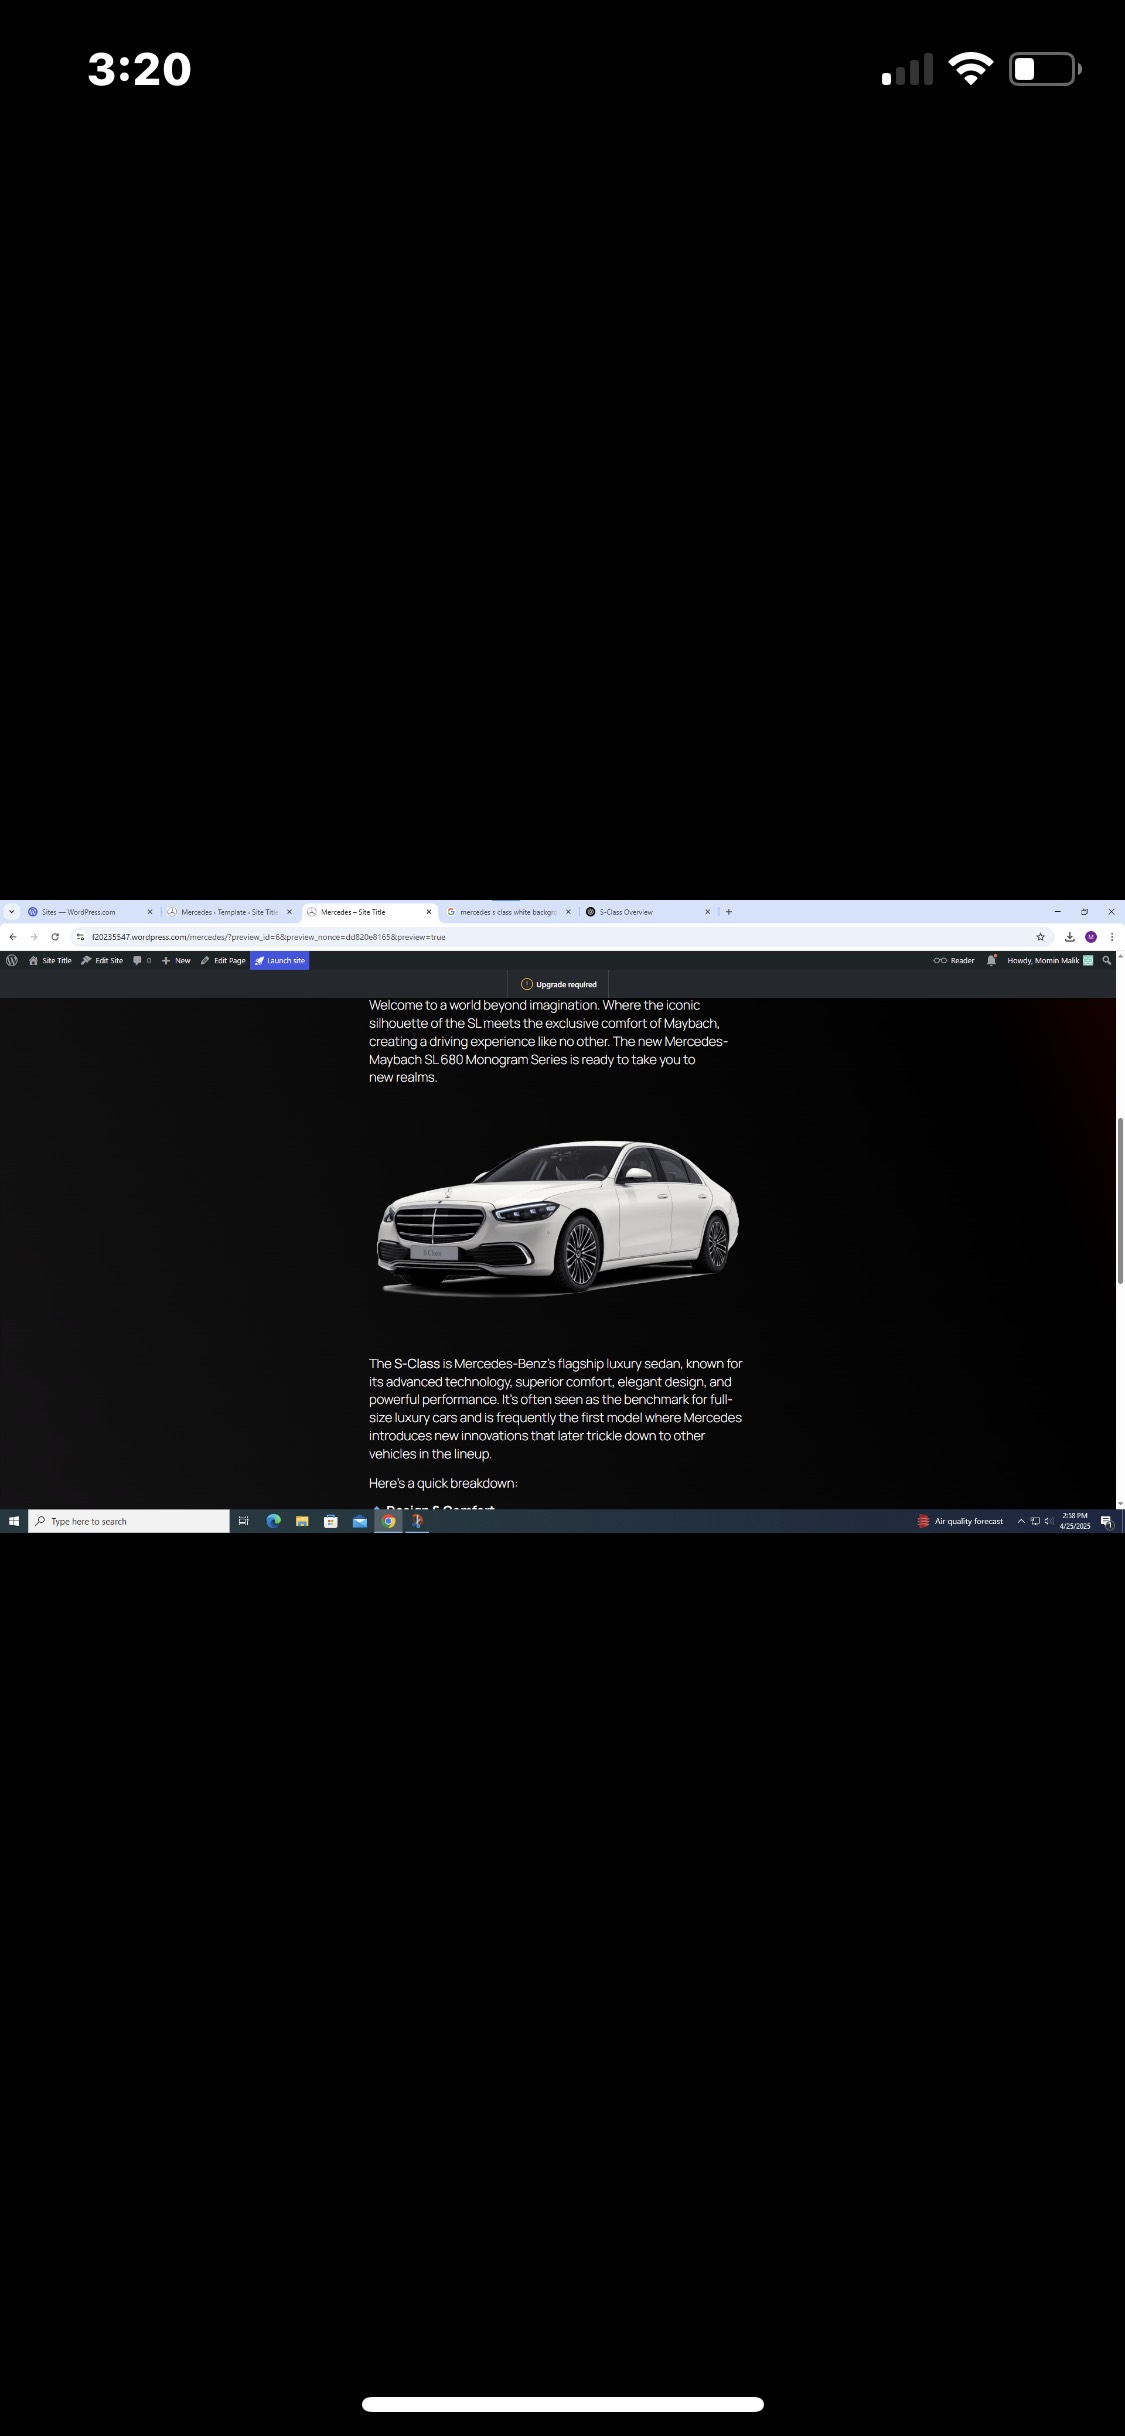 3:20
Sites — WordPress.com
Mercedes ‹ Template ‹ Site Title
Mercedes – Site Title
mercedes s class white backgro
S-Class Overview
f20235547.wordpress.com/mercedes/?preview_id=6&preview_nonce=dd820e8165&preview=true
M
Site Title
Edit Site
0
New
Edit Page
Launch site
Reader
Howdy, Momin Malik
Upgrade required
Welcome to a world beyond imagination. Where the iconic
silhouette of the SL meets the exclusive comfort of Maybach,
creating a driving experience like no other. The new Mercedes-
Maybach SL 680 Monogram Series is ready to take you to
new realms.
S-Class
The S-Class is Mercedes-Benz's flagship luxury sedan, known for
its advanced technology, superior comfort, elegant design, and
powerful performance. It's often seen as the benchmark for full-
size luxury cars and is frequently the first model where Mercedes
introduces new innovations that later trickle down to other
vehicles in the lineup.
Here's a quick breakdown:
Design & Comfort
Type here to search
Air quality forecast
2:58 PM
4/25/2025
1